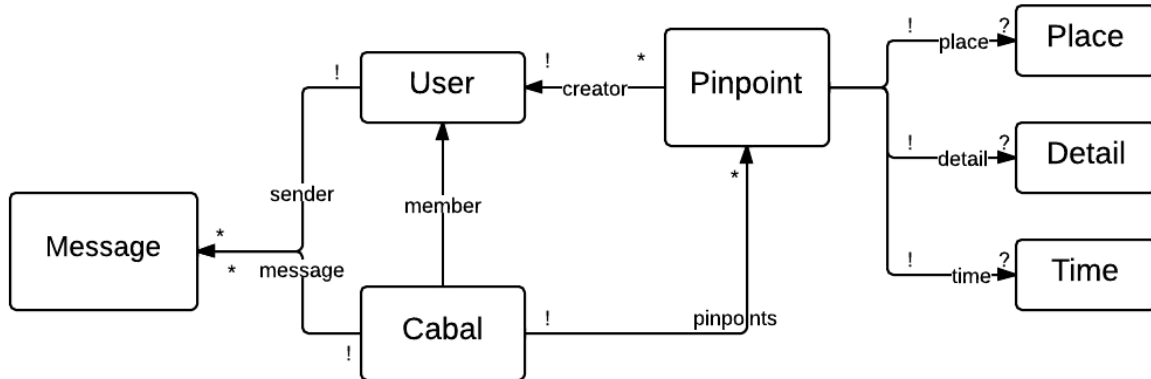 ! place ? Place
! User ! creator * Pinpoint
! detail ? Detail
sender member *
Message * message
*
! time ? Time
Cabal ! pinpoints
!